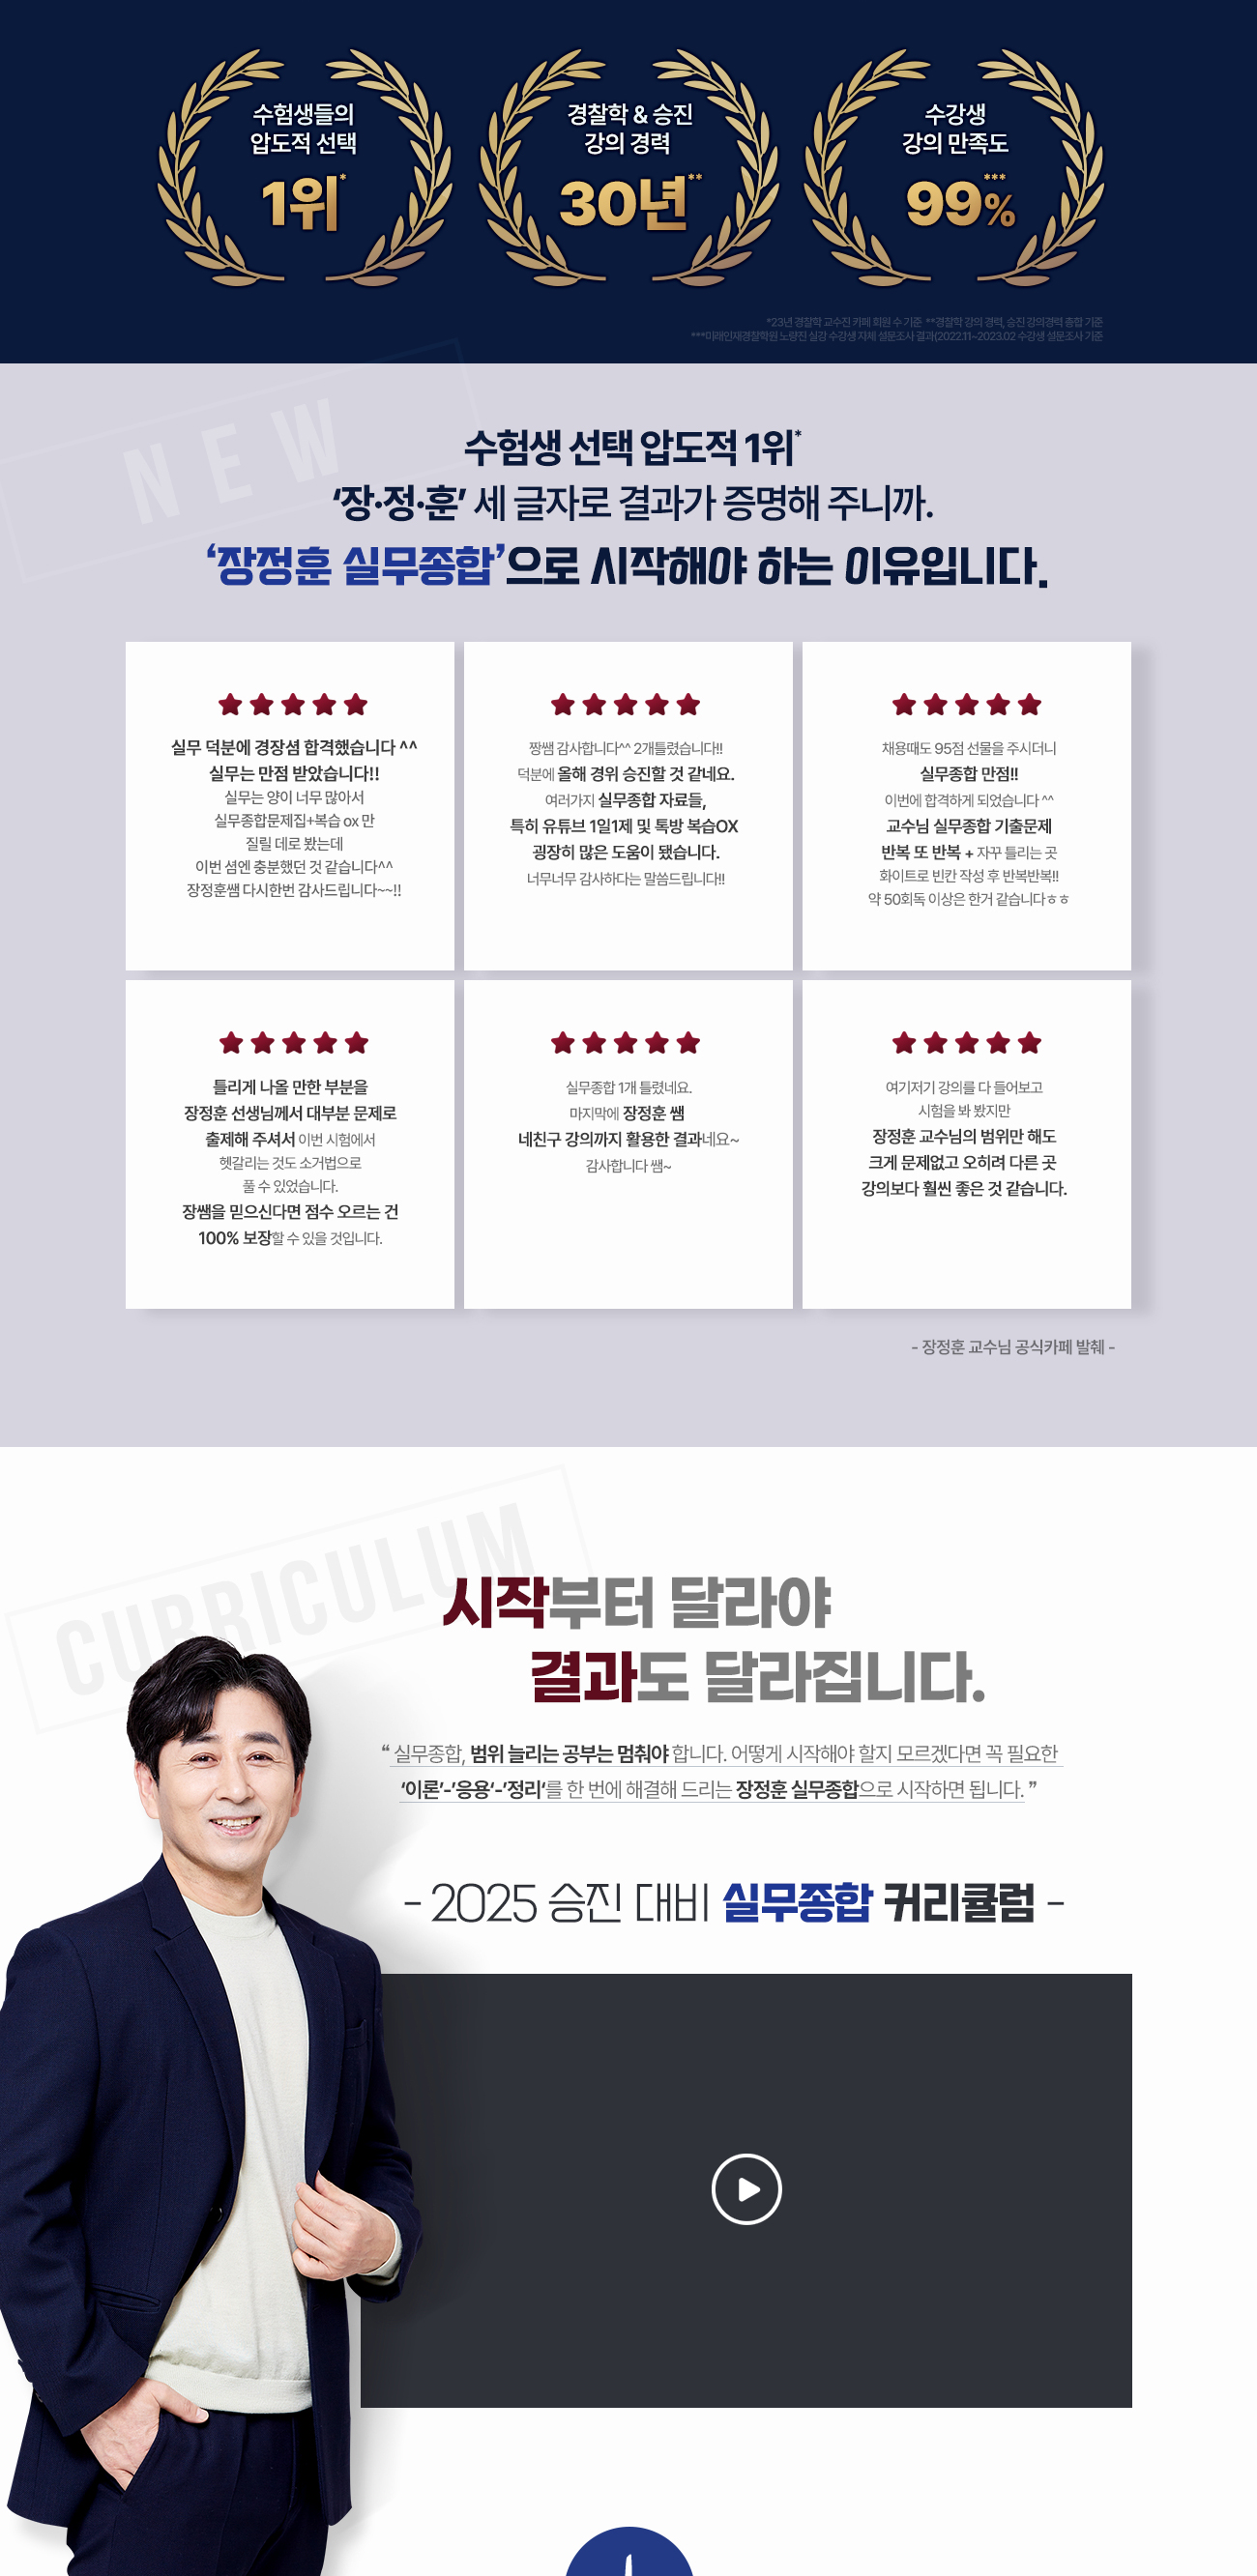 수험생들의
압도적 선택
1위*
경찰학 & 승진
강의 경력
30년**
수강생
강의 만족도
99%***
*23년 경찰학 교수진 카페 회원 수 기준 **경찰학 강의 경력, 승진 강의경력 총합 기준
***미래인재경찰학원 노량진 실강 수강생 자체 설문조사 결과(2022.11~2023.02 수강생 설문조사 기준
NEW
수험생 선택 압도적 1위*
‘장·정·훈’ 세 글자로 결과가 증명해 주니까.
‘장정훈 실무종합’으로 시작해야 하는 이유입니다.
실무 덕분에 경장셤 합격했습니다 ^^
실무는 만점 받았습니다!!
실무는 양이 너무 많아서
실무종합문제집+복습 ox 만
질릴 데로 봤는데
이번 셤엔 충분했던 것 같습니다^^
장정훈쌤 다시한번 감사드립니다~~!!
짱쌤 감사합니다^^ 2개틀렸습니다!!
덕분에 올해 경위 승진할 것 같네요.
여러가지 실무종합 자료들,
특히 유튜브 1일1제 및 톡방 복습OX
굉장히 많은 도움이 됐습니다.
너무너무 감사하다는 말씀드립니다!!
채용때도 95점 선물을 주시더니
실무종합 만점!!
이번에 합격하게 되었습니다 ^^
교수님 실무종합 기출문제
반복 또 반복 + 자꾸 틀리는 곳
화이트로 빈칸 작성 후 반복반복!!
약 50회독 이상은 한거 같습니다ㅎㅎ
틀리게 나올 만한 부분을
장정훈 선생님께서 대부분 문제로
출제해 주셔서 이번 시험에서
헷갈리는 것도 소거법으로
풀 수 있었습니다.
장쌤을 믿으신다면 점수 오르는 건
100% 보장할 수 있을 것입니다.
실무종합 1개 틀렸네요.
마지막에 장정훈 쌤
네친구 강의까지 활용한 결과네요~
감사합니다 쌤~
여기저기 강의를 다 들어보고
시험을 봐 봤지만
장정훈 교수님의 범위만 해도
크게 문제없고 오히려 다른 곳
강의보다 훨씬 좋은 것 같습니다.
- 장정훈 교수님 공식카페 발췌 -
CURRICULUM
시작부터 달라야
결과도 달라집니다.
“ 실무종합, 범위 늘리는 공부는 멈춰야 합니다. 어떻게 시작해야 할지 모르겠다면 꼭 필요한
‘이론’-’응용‘-’정리‘를 한 번에 해결해 드리는 장정훈 실무종합으로 시작하면 됩니다. ”
- 2025 승진 대비 실무종합 커리큘럼 -